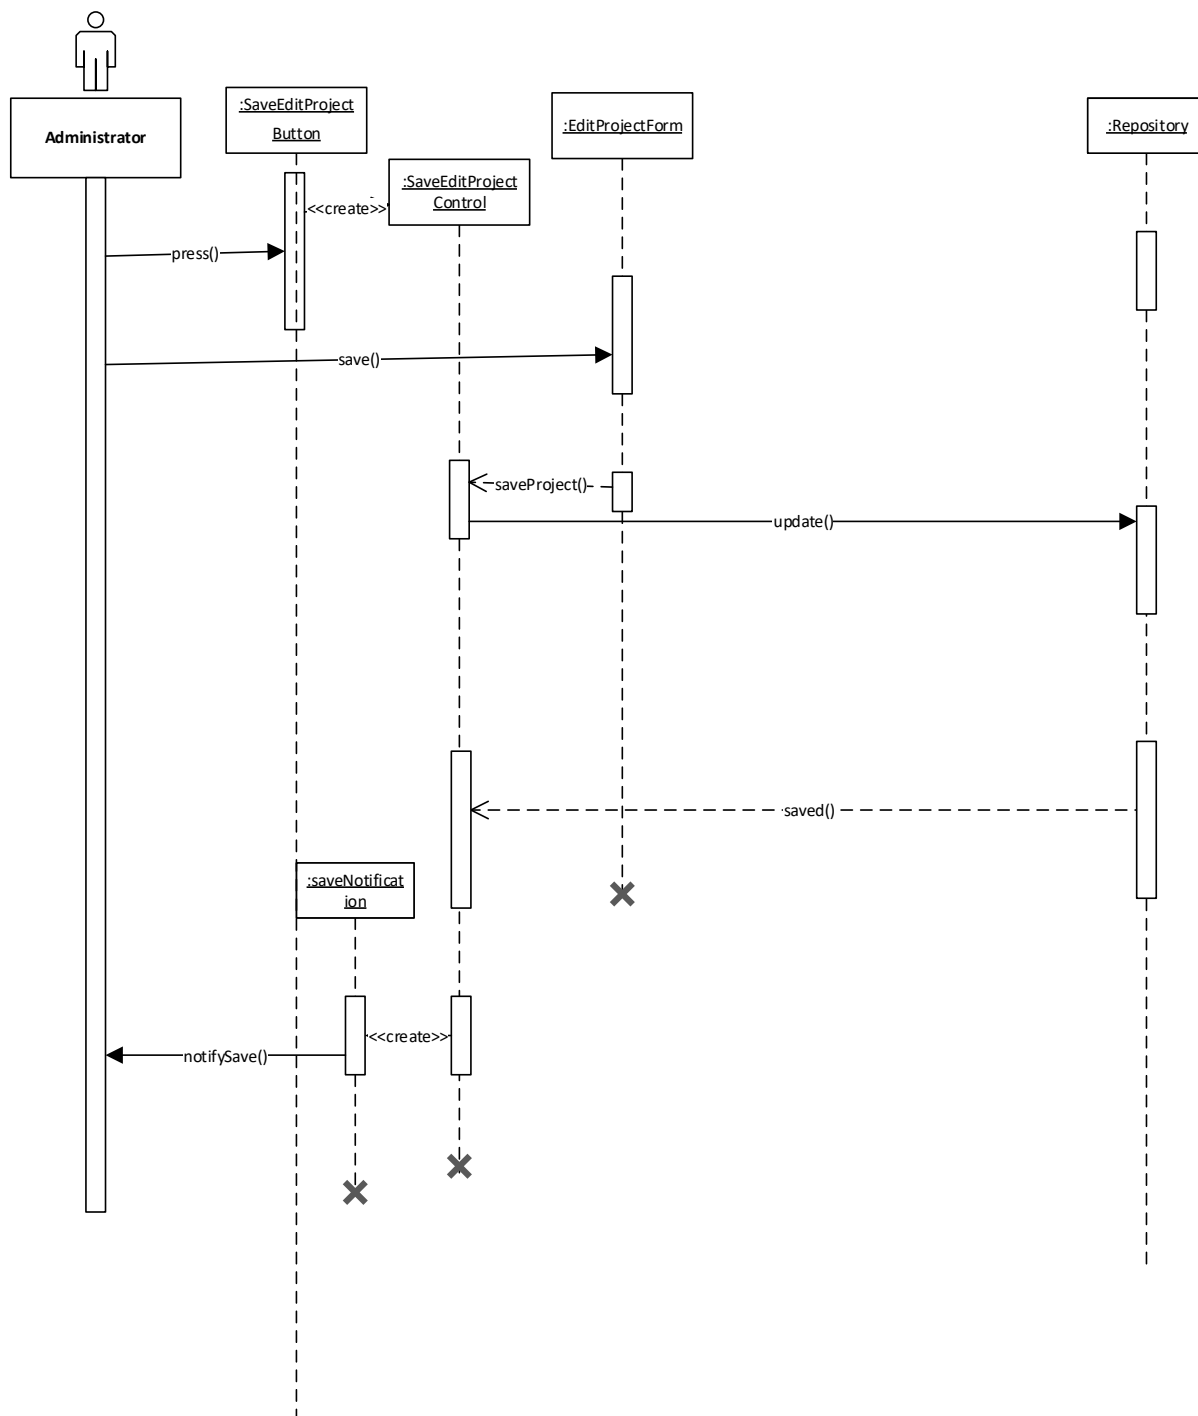 :SaveEditProject
Button
:EditProjectForm
:Repository
Administrator
:SaveEditProject
Control
<<create>>
press()
save()
saveProject()
update()
saved()
:saveNotificat
ion
<<create>>
notifySave()